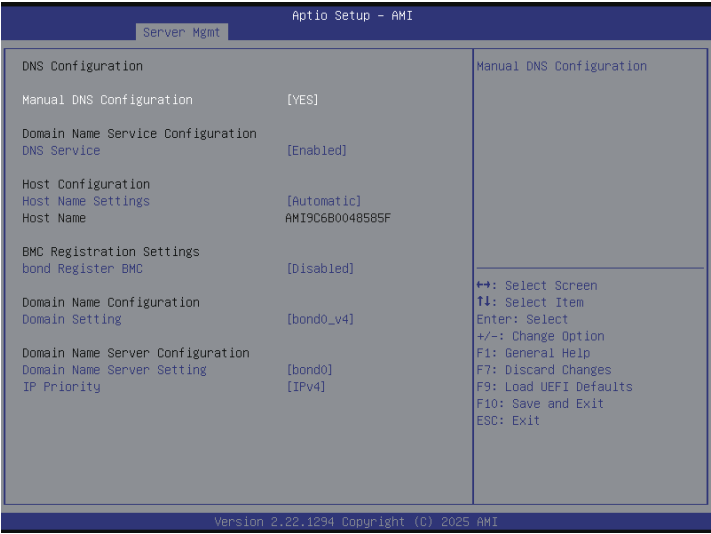 Aptio Setup - AMI
Server Mgmt
DNS Configuration
Manual DNS Configuration [YES]
Domain Name Service Configuration
DNS Service [Enabled]
Host Configuration
Host Name Settings [Automatic]
Host Name AMI9C6B0048585F
BMC Registration Settings
bond Register BMC [Disabled]
Domain Name Configuration
Domain Setting [bond0_v4]
Domain Name Server Configuration
Domain Name Server Setting [bond0]
IP Priority [IPv4]
Manual DNS Configuration
↔: Select Screen
↑↓: Select Item
Enter: Select
+/-: Change Option
F1: General Help
F7: Discard Changes
F9: Load UEFI Defaults
F10: Save and Exit
ESC: Exit
Version 2.22.1294 Copyright (C) 2025 AMI